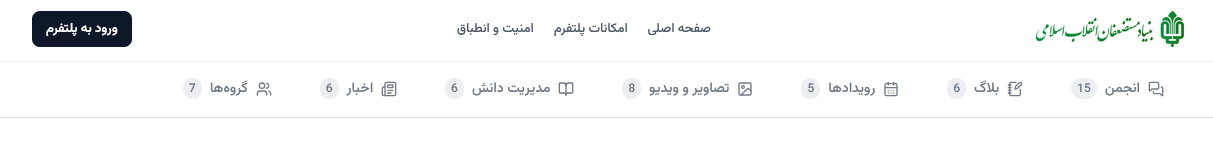 بنیاد مستضعفان انقلاب اسلامی
صفحه اصلی امکانات پلتفرم امنیت و انطباق
ورود به پلتفرم
انجمن 15 بلاگ 6 رویدادها 5 تصاویر و ویدیو 8 مدیریت دانش 6 اخبار 6 گروه‌ها 7